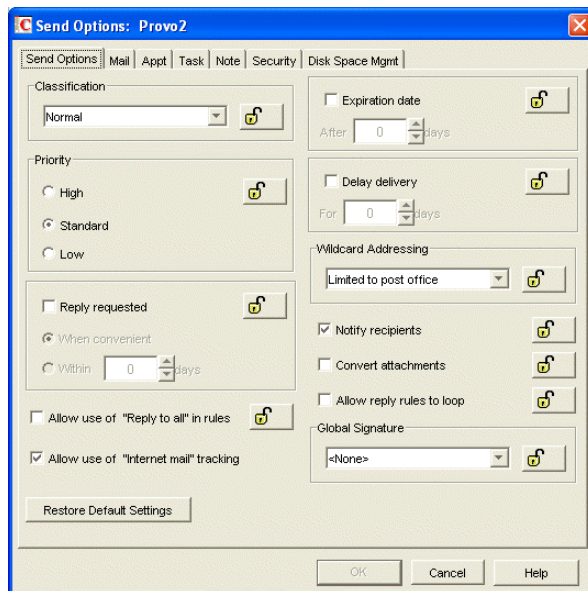 Send Options: Provo2
Send Options Mail Appt Task Note Security Disk Space Mgmt
Classification
Normal
Priority
High
Standard
Low
Reply requested
When convenient
Within 0 days
Allow use of "Reply to all" in rules
Allow use of "Internet mail" tracking
Restore Default Settings
Expiration date
After 0 days
Delay delivery
For 0 days
Wildcard Addressing
Limited to post office
Notify recipients
Convert attachments
Allow reply rules to loop
Global Signature
<None>
OK Cancel Help